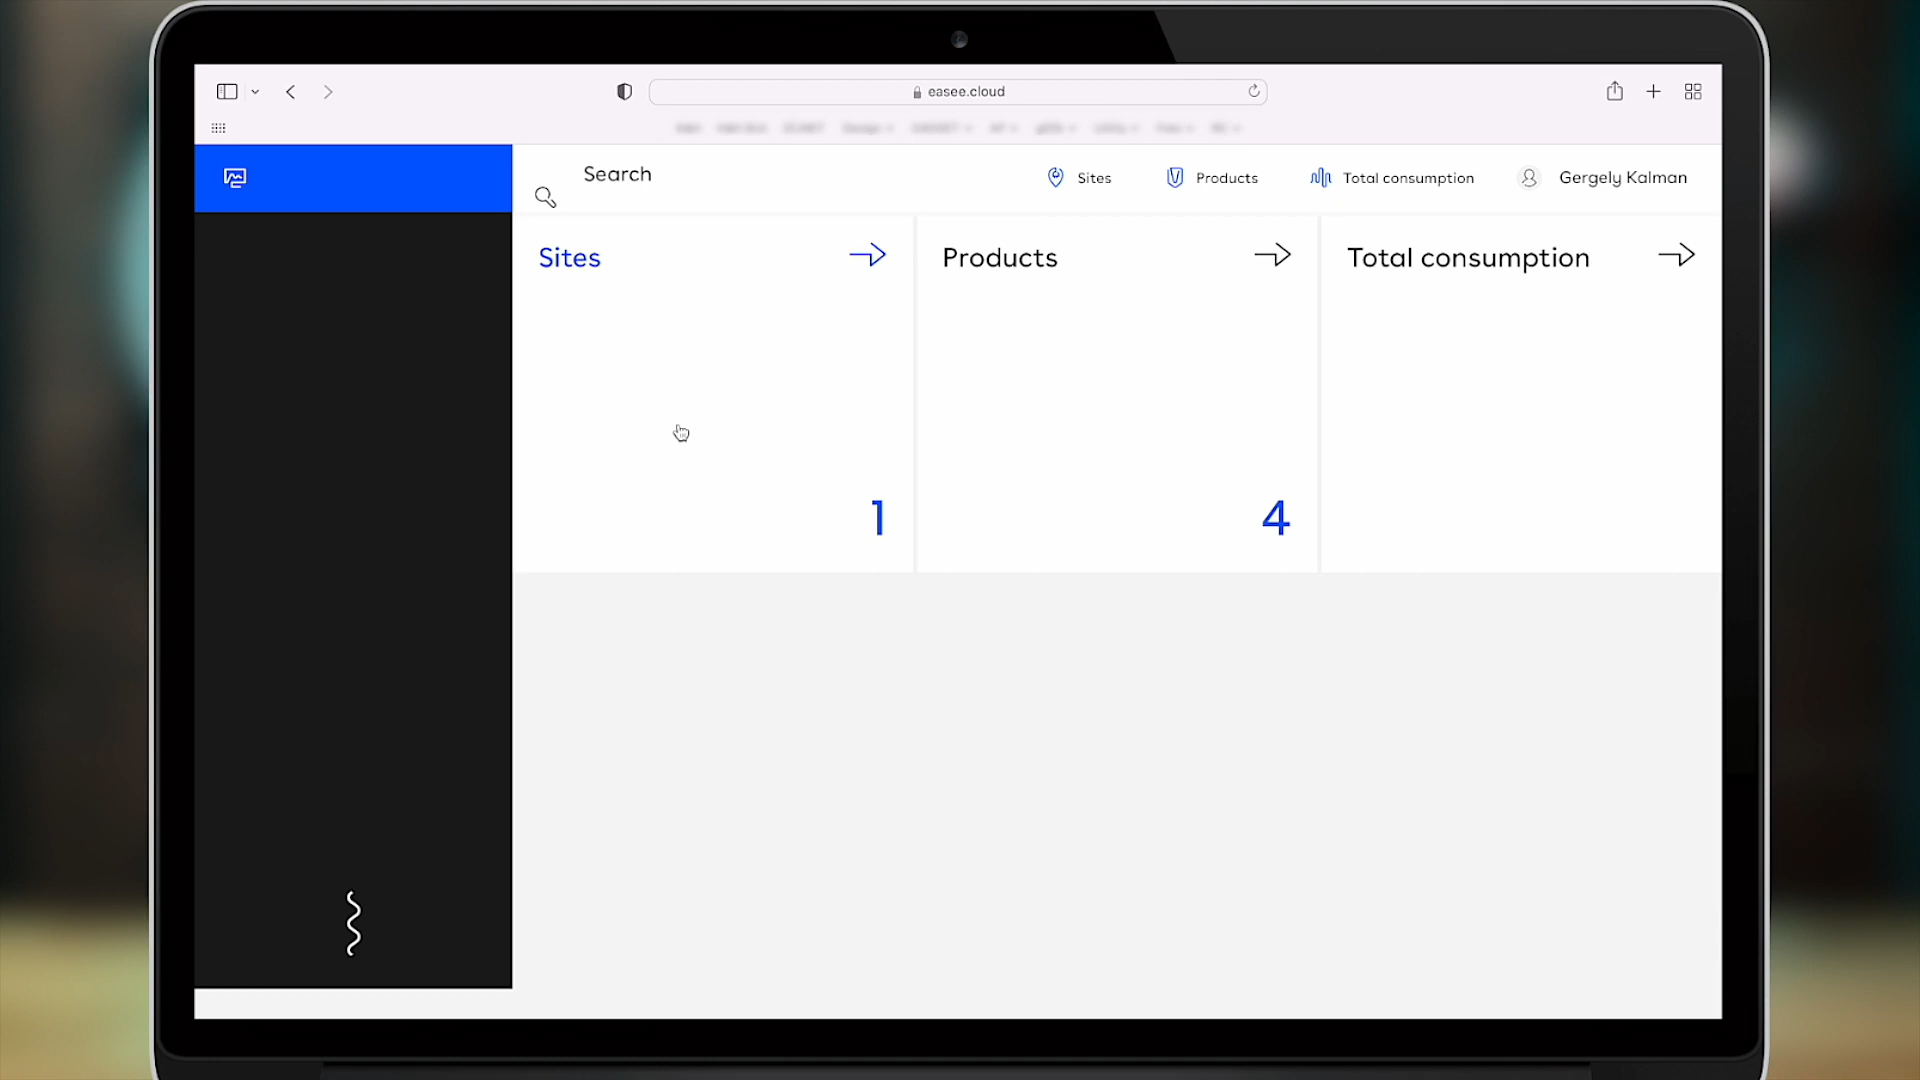 easee.cloud
Search
Sites
Products
Total consumption
Gergely Kalman
Sites
Products
Total consumption
1
4